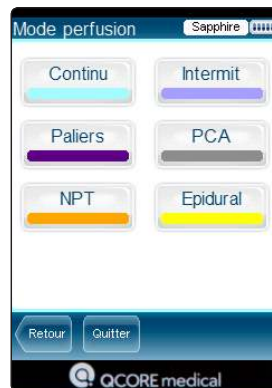 Mode perfusion Sapphire
Continu Intermit
Paliers PCA
NPT Epidural
Retour Quitter
QCORE medical